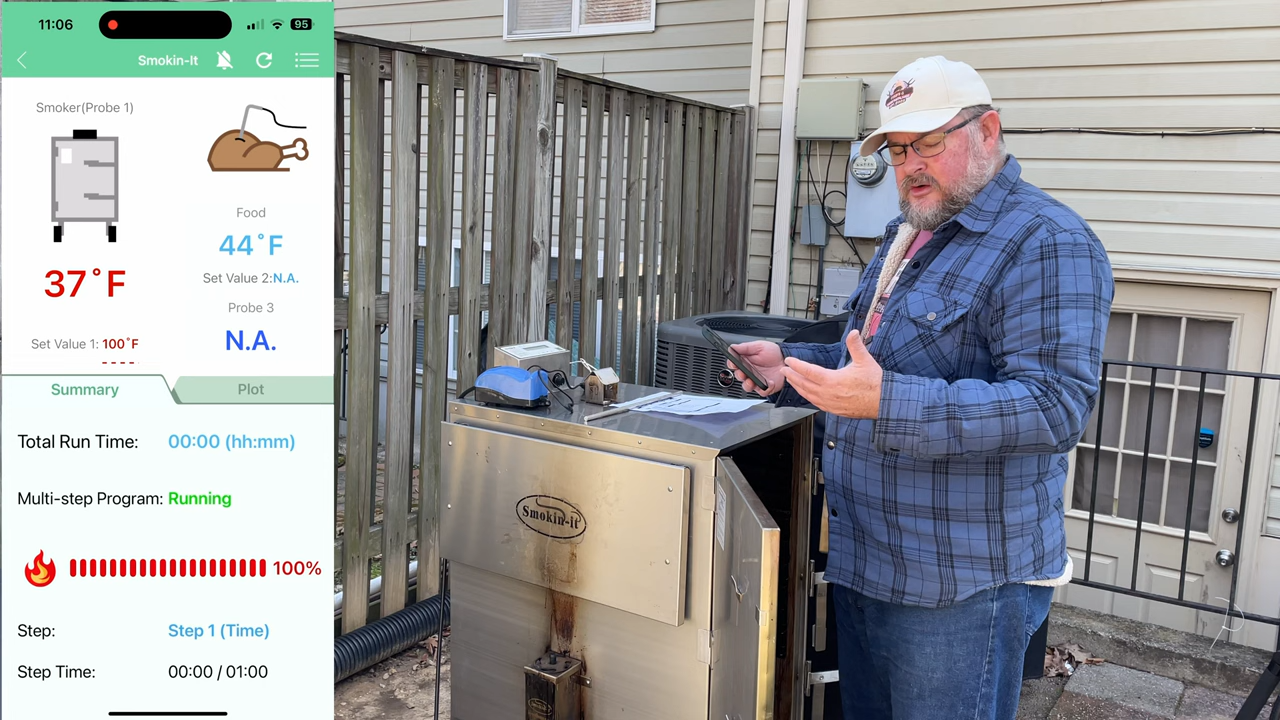 11:06
95
Smokin-It
Smoker(Probe 1)
Food
37°F
44°F
Set Value 2:N.A.
Probe 3
N.A.
Set Value 1: 100°F
Summary
Plot
Total Run Time: 00:00 (hh:mm)
Multi-step Program: Running
100%
Step: Step 1 (Time)
Step Time: 00:00 / 01:00
Smokin-it